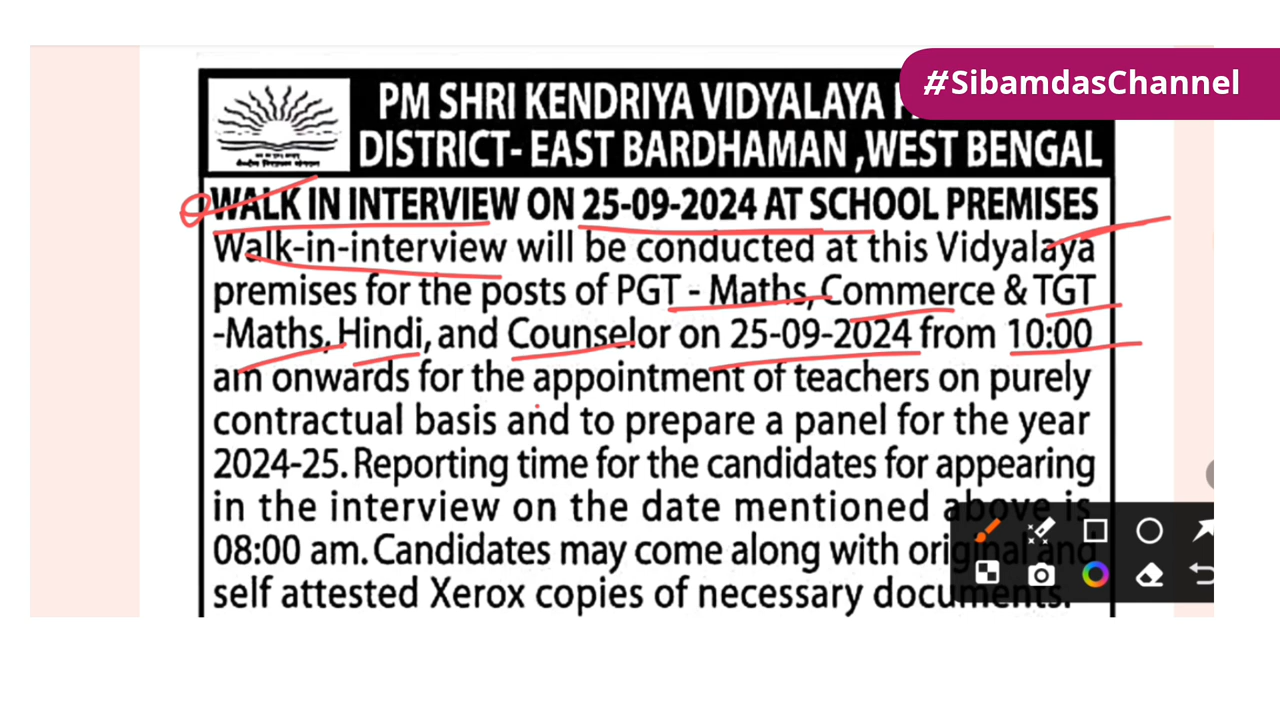 #SibamdasChannel
PM SHRI KENDRIYA VIDYALAYA
DISTRICT- EAST BARDHAMAN ,WEST BENGAL
WALK IN INTERVIEW ON 25-09-2024 AT SCHOOL PREMISES
Walk-in-interview will be conducted at this Vidyalaya
premises for the posts of PGT - Maths, Commerce & TGT
-Maths, Hindi, and Counselor on 25-09-2024 from 10:00
am onwards for the appointment of teachers on purely
contractual basis and to prepare a panel for the year
2024-25. Reporting time for the candidates for appearing
in the interview on the date mentioned above is
08:00 am. Candidates may come along with original and
self attested Xerox copies of necessary documents.